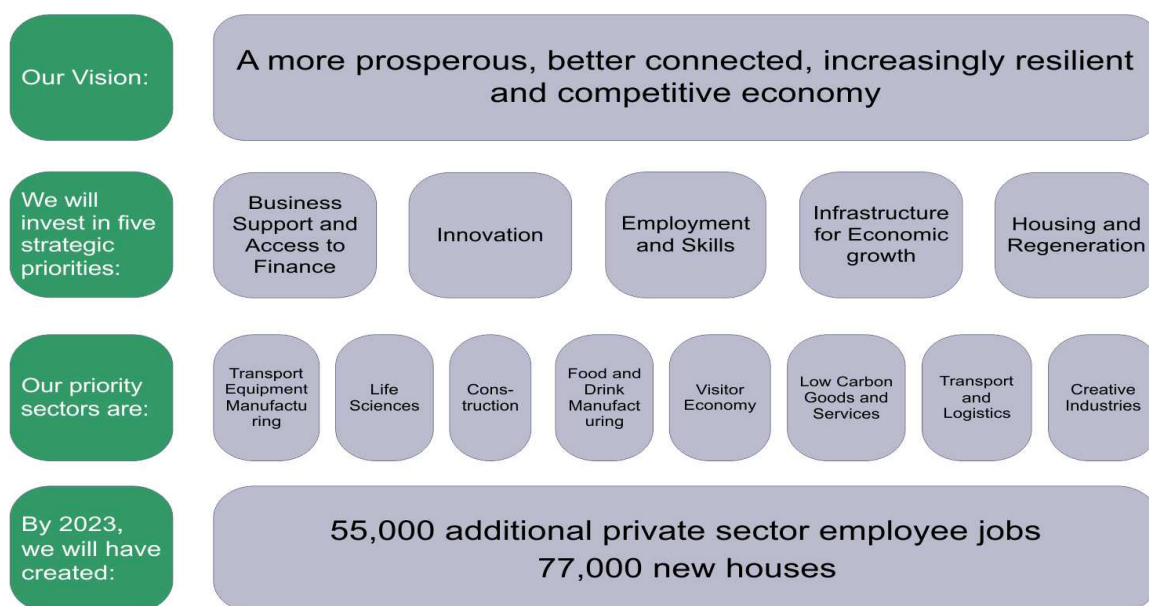 Our Vision:
A more prosperous, better connected, increasingly resilient
and competitive economy
We will
invest in five
strategic
priorities:
Business
Support and
Access to
Finance
Innovation
Employment
and Skills
Infrastructure
for Economic
growth
Housing and
Regeneration
Our priority
sectors are:
Transport
Equipment
Manufactu
ring
Life
Sciences
Cons-
truction
Food and
Drink
Manufact
uring
Visitor
Economy
Low Carbon
Goods and
Services
Transport
and
Logistics
Creative
Industries
By 2023,
we will have
created:
55,000 additional private sector employee jobs
77,000 new houses